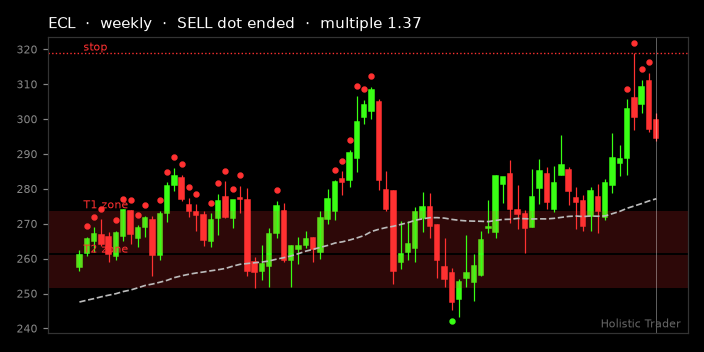 ECL · weekly · SELL dot ended · multiple 1.37
320
stop
310
300
290
280
T1 zone
270
T2 zone
260
250
240
Holistic Trader